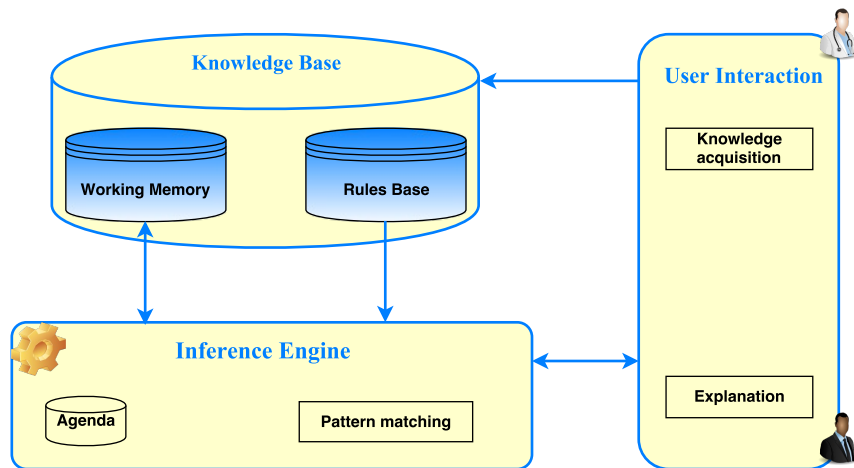 Knowledge Base
User Interaction
Knowledge
acquisition
Working Memory
Rules Base
Inference Engine
Agenda
Pattern matching
Explanation